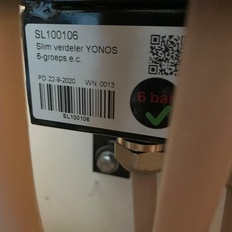 SL100106
Slim verdeler YONOS
6-groeps e.c.
PD: 22-9-2020 WN: 0013
SL100106
6 bar